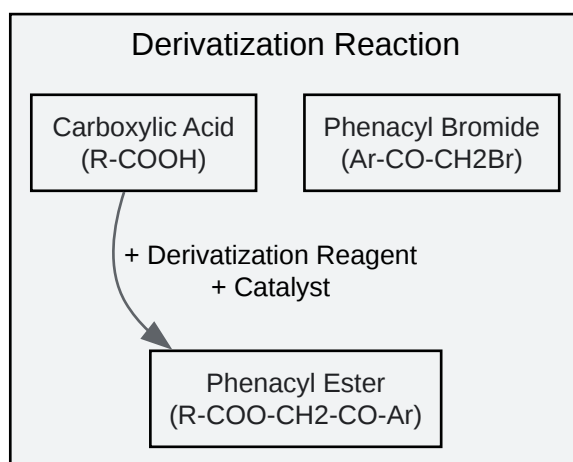 Derivatization Reaction
Carboxylic Acid
(R-COOH)
Phenacyl Bromide
(Ar-CO-CH2Br)
+ Derivatization Reagent
+ Catalyst
Phenacyl Ester
(R-COO-CH2-CO-Ar)